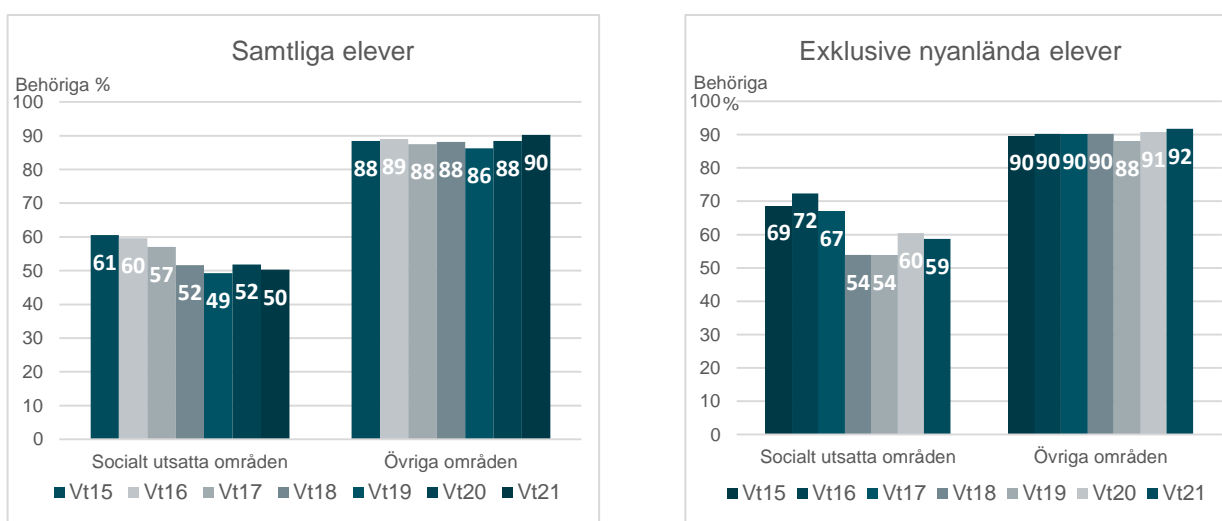 Samtliga elever
Behöriga %
100
90
80
70
60
50
40
30
20
10
0
61 60 57 52 49 52 50
88 89 88 88 86 88 90
Socialt utsatta områden Övriga områden
Vt15 Vt16 Vt17 Vt18 Vt19 Vt20 Vt21
Exklusive nyanlända elever
Behöriga
%
100
90
80
70
60
50
40
30
20
10
0
69 72 67 54 54 60 59
90 90 90 90 88 91 92
Socialt utsatta områden Övriga områden
Vt15 Vt16 Vt17 Vt18 Vt19 Vt20 Vt21